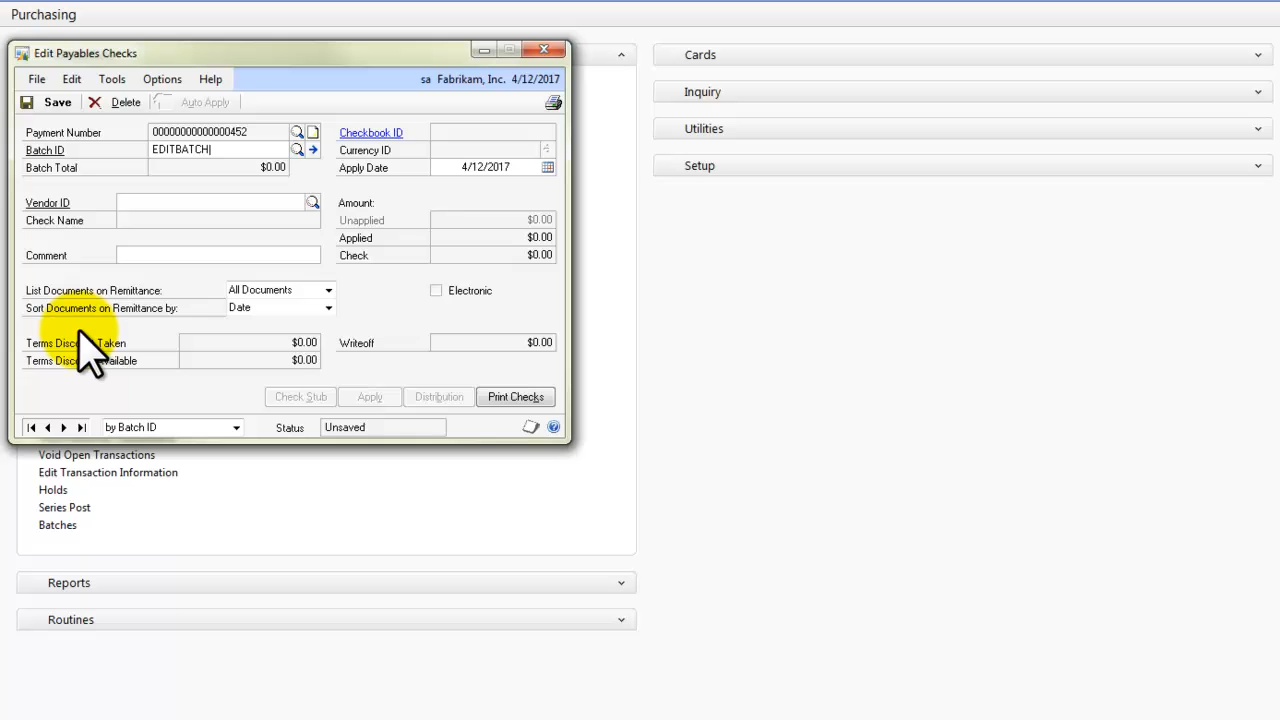 Purchasing
Edit Payables Checks
File Edit Tools Options Help
sa Fabrikam, Inc. 4/12/2017
Save Delete Auto Apply
Payment Number 00000000000000452
Batch ID EDITBATCH
Batch Total $0.00
Checkbook ID
Currency ID
Apply Date 4/12/2017
Vendor ID
Check Name
Comment
Amount:
Unapplied $0.00
Applied $0.00
Check $0.00
List Documents on Remittance: All Documents
Sort Documents on Remittance by: Date
Electronic
Terms Disc Taken $0.00
Terms Disc ailable $0.00
Writeoff $0.00
Check Stub Apply Distribution Print Checks
by Batch ID Status Unsaved
Void Open Transactions
Edit Transaction Information
Holds
Series Post
Batches
Reports
Routines
Cards
Inquiry
Utilities
Setup